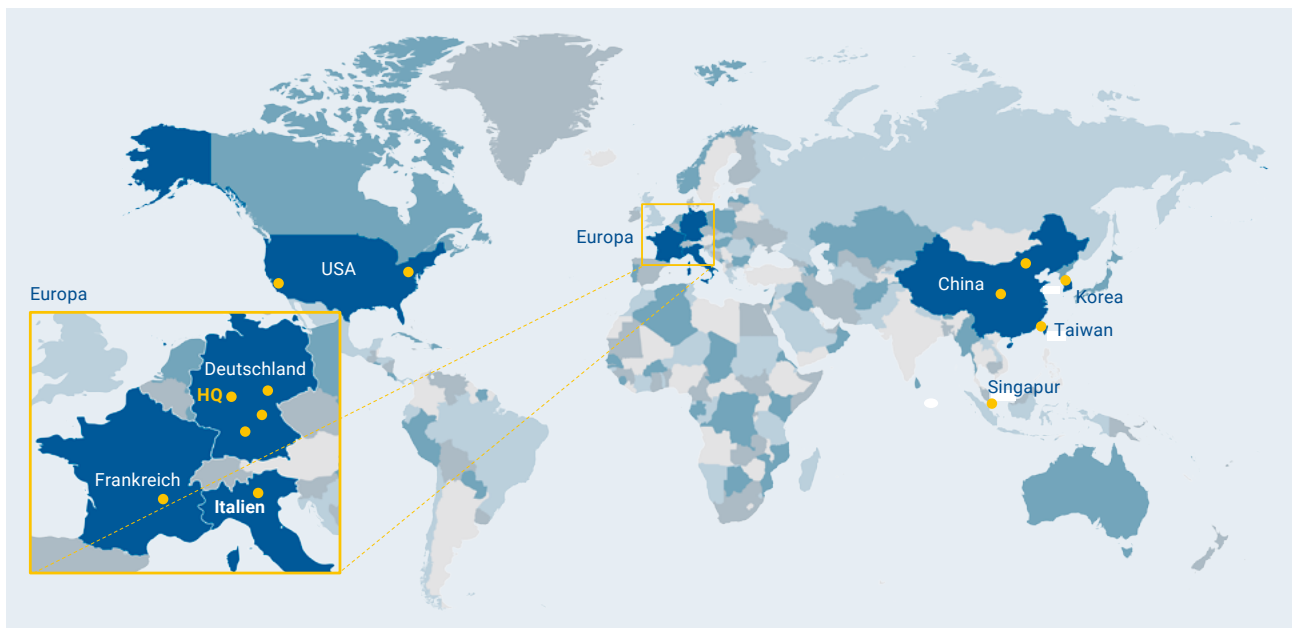 Europa
USA
China
Korea
Taiwan
Singapur
Europa
Deutschland
HQ
Frankreich
Italien